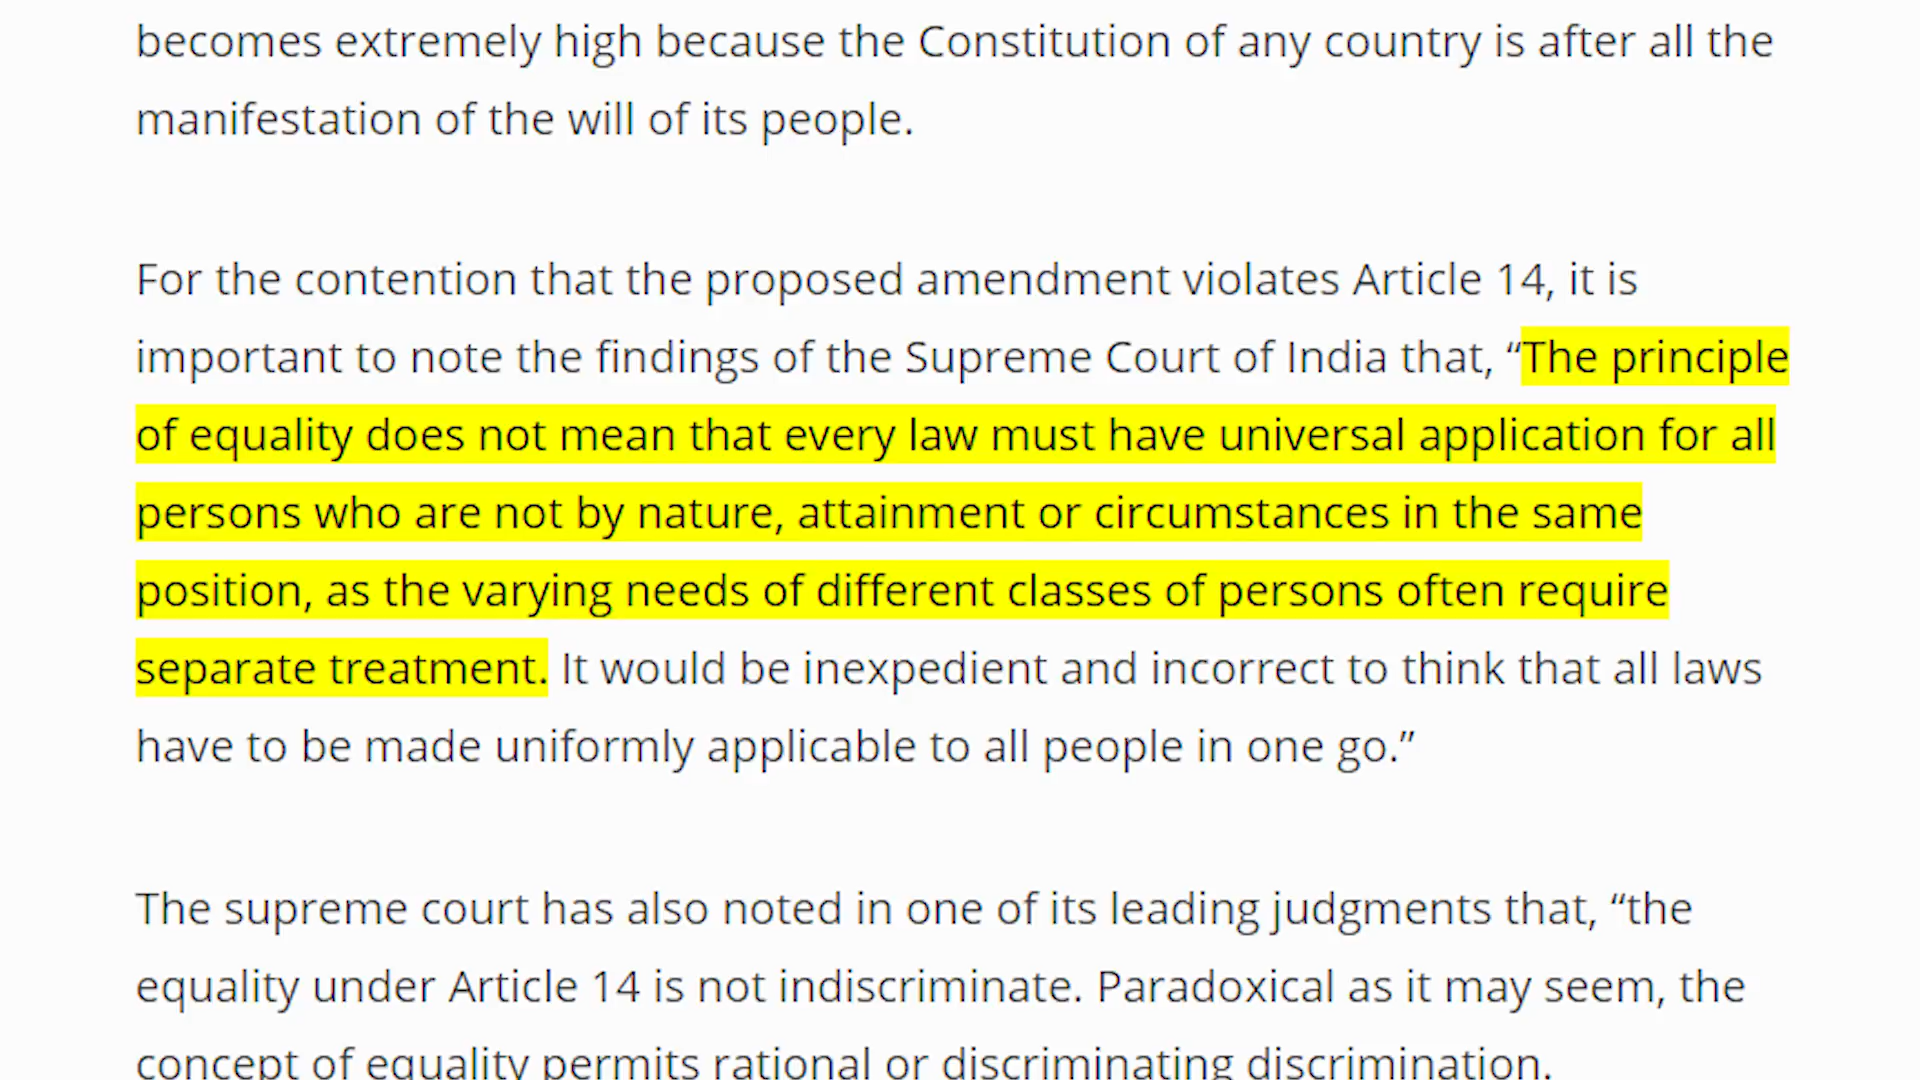 becomes extremely high because the Constitution of any country is after all the
manifestation of the will of its people.
For the contention that the proposed amendment violates Article 14, it is
important to note the findings of the Supreme Court of India that, “The principle
of equality does not mean that every law must have universal application for all
persons who are not by nature, attainment or circumstances in the same
position, as the varying needs of different classes of persons often require
separate treatment. It would be inexpedient and incorrect to think that all laws
have to be made uniformly applicable to all people in one go.”
The supreme court has also noted in one of its leading judgments that, “the
equality under Article 14 is not indiscriminate. Paradoxical as it may seem, the
concept of equality permits rational or discriminating discrimination.